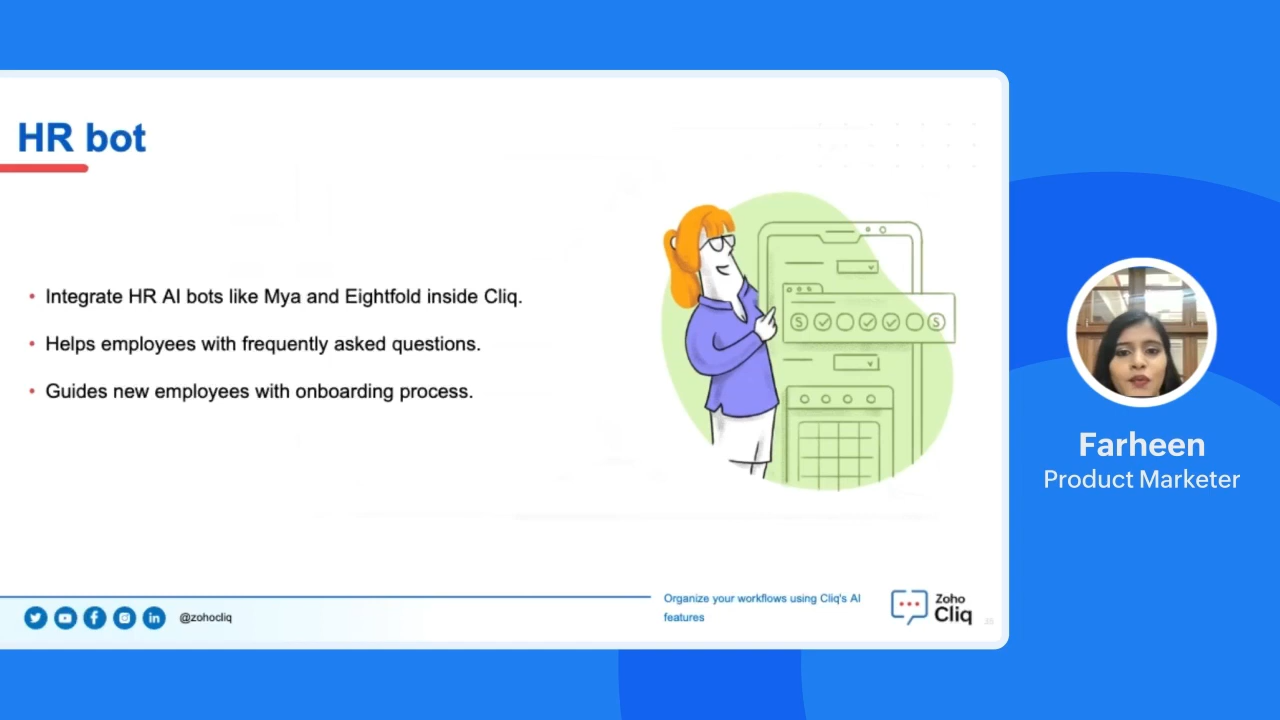 HR bot
• Integrate HR AI bots like Mya and Eightfold inside Cliq.
• Helps employees with frequently asked questions.
• Guides new employees with onboarding process.
@zohocliq
Organize your workflows using Cliq's AI
features
Zoho
Cliq
Farheen
Product Marketer